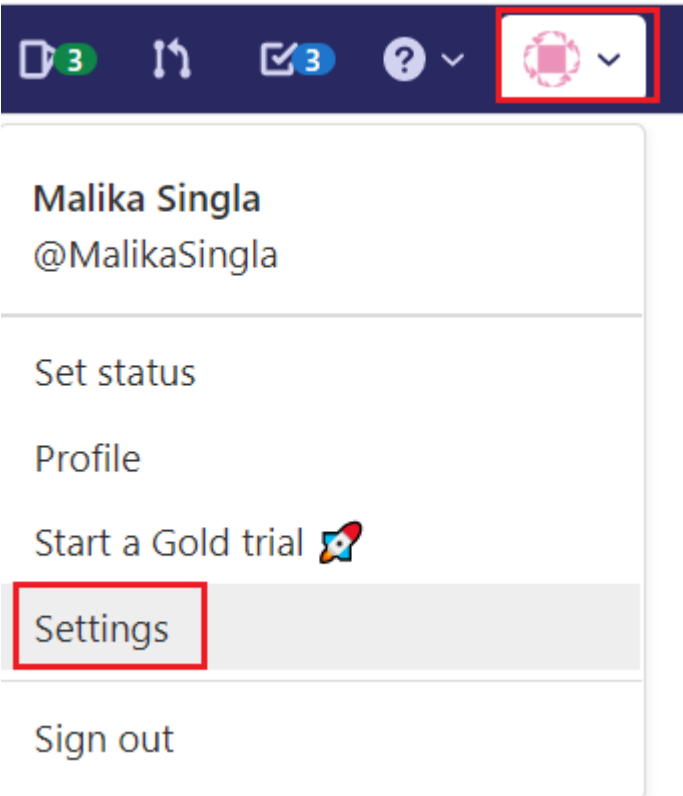 3 3 ?
Malika Singla
@MalikaSingla
Set status
Profile
Start a Gold trial 🚀
Settings
Sign out